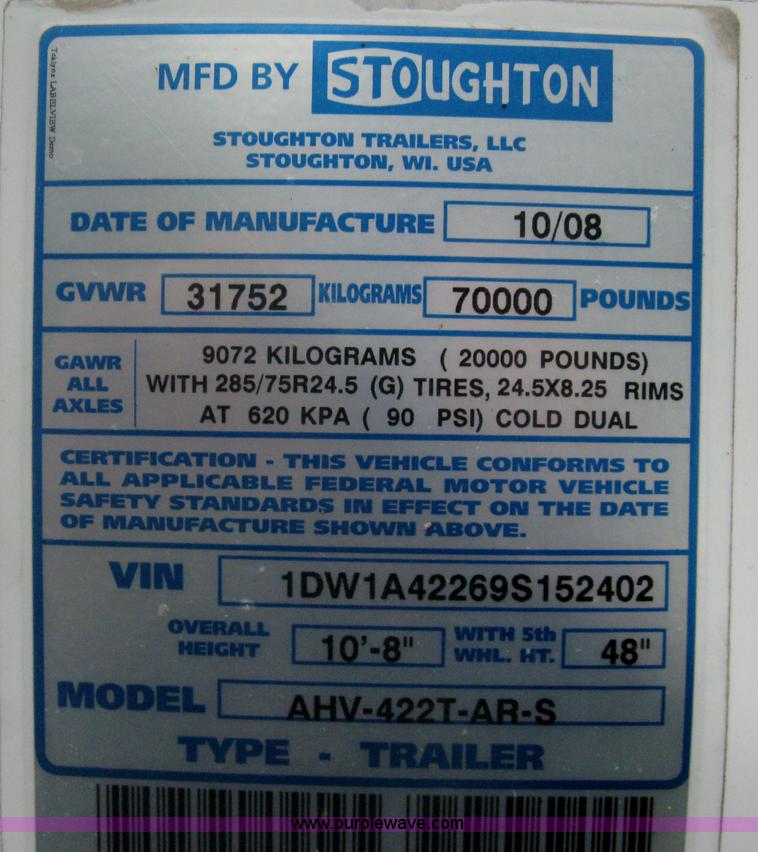 Teklynx LABELVIEW Demo
MFD BY STOUGHTON
STOUGHTON TRAILERS, LLC
STOUGHTON, WI. USA
DATE OF MANUFACTURE 10/08
GVWR 31752 KILOGRAMS 70000 POUNDS
GAWR ALL AXLES
9072 KILOGRAMS ( 20000 POUNDS)
WITH 285/75R24.5 (G) TIRES, 24.5X8.25 RIMS
AT 620 KPA ( 90 PSI) COLD DUAL
CERTIFICATION - THIS VEHICLE CONFORMS TO
ALL APPLICABLE FEDERAL MOTOR VEHICLE
SAFETY STANDARDS IN EFFECT ON THE DATE
OF MANUFACTURE SHOWN ABOVE.
VIN 1DW1A42269S152402
OVERALL HEIGHT 10'-8" WITH 5th WHL. HT. 48"
MODEL AHV-422T-AR-S
TYPE - TRAILER
www.purplewave.com